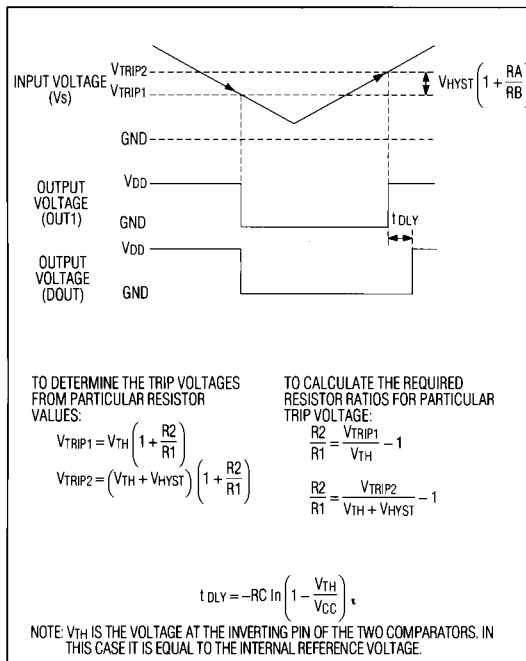 INPUT VOLTAGE
(Vs)
VTRIP2
VTRIP1
VHYST (1 + RA/RB)
GND
OUTPUT
VOLTAGE
(OUT1)
VDD
GND
t DLY
OUTPUT
VOLTAGE
(DOUT)
VDD
GND
TO DETERMINE THE TRIP VOLTAGES
FROM PARTICULAR RESISTOR
VALUES:
VTRIP1 = VTH (1 + R2/R1)
VTRIP2 = (VTH + VHYST) (1 + R2/R1)
TO CALCULATE THE REQUIRED
RESISTOR RATIOS FOR PARTICULAR
TRIP VOLTAGE:
R2/R1 = VTRIP1/VTH − 1
R2/R1 = VTRIP2/(VTH + VHYST) − 1
t DLY = −RC ln (1 − VTH/VCC),
NOTE: VTH IS THE VOLTAGE AT THE INVERTING PIN OF THE TWO COMPARATORS. IN
THIS CASE IT IS EQUAL TO THE INTERNAL REFERENCE VOLTAGE.